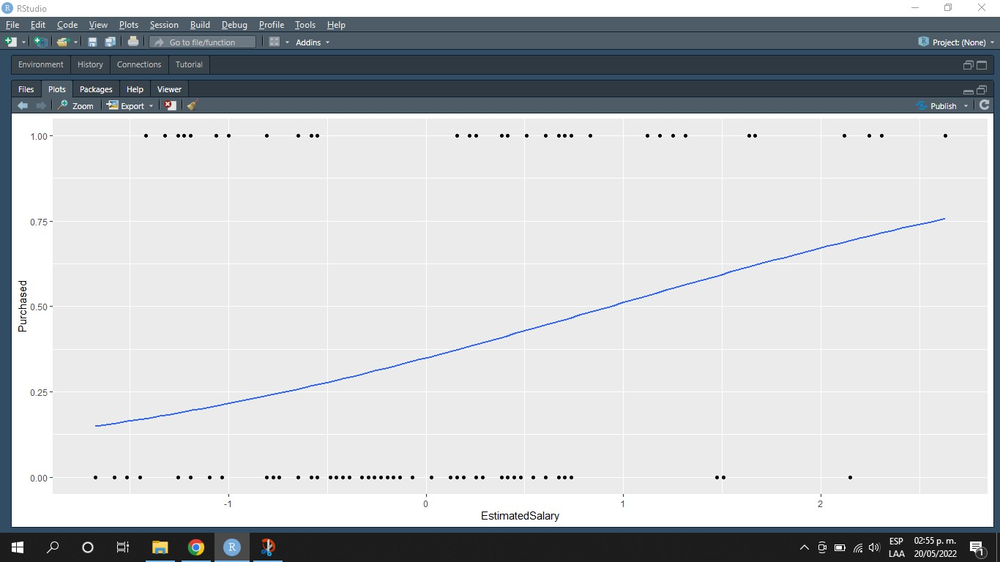 RStudio
File Edit Code View Plots Session Build Debug Profile Tools Help
Go to file/function Addins Project: (None)
Environment History Connections Tutorial
Files Plots Packages Help Viewer
Zoom Export Publish
1.00
0.75
0.50
0.25
0.00
Purchased
-1 0 1 2
EstimatedSalary
R ESP 02:55 p. m.
LAA 20/05/2022 1